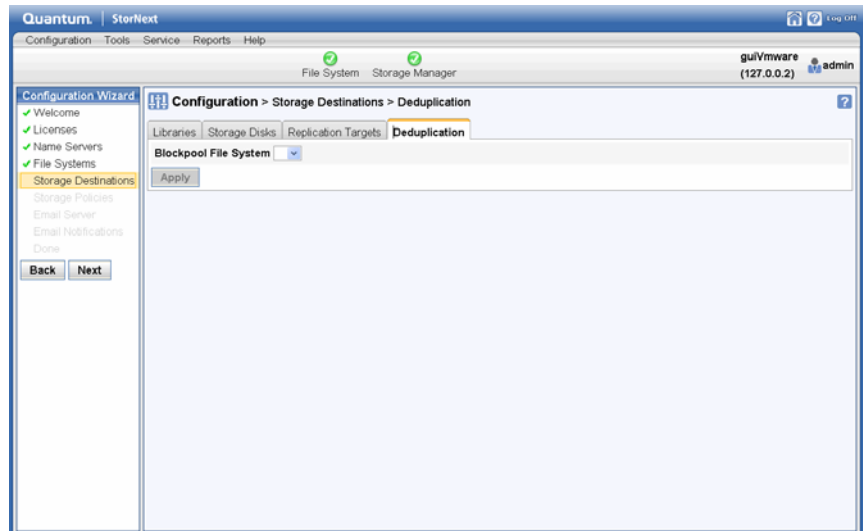 Quantum. StorNext
Log Off
Configuration Tools Service Reports Help
File System Storage Manager
guiVmware
(127.0.0.2)
admin
Configuration Wizard
Welcome
Licenses
Name Servers
File Systems
Storage Destinations
Storage Policies
Email Server
Email Notifications
Done
Back Next
Configuration > Storage Destinations > Deduplication
Libraries Storage Disks Replication Targets Deduplication
Blockpool File System
Apply